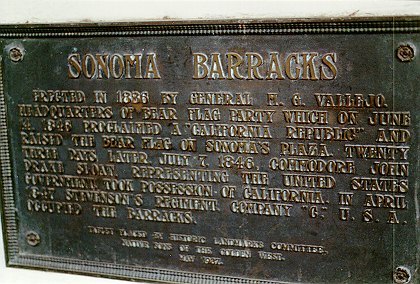 SONOMA BARRACKS
ERECTED IN 1836 BY GENERAL M. G. VALLEJO.
HEADQUARTERS OF BEAR FLAG PARTY WHICH ON JUNE
1846 PROCLAIMED A "CALIFORNIA REPUBLIC" AND
RAISED THE BEAR FLAG ON SONOMA'S PLAZA. TWENTY
THREE DAYS LATER JULY 7, 1846, COMMODORE JOHN
DRAKE SLOAT, REPRESENTING THE UNITED STATES
GOVERNMENT TOOK POSSESSION OF CALIFORNIA. IN APRIL
1847 STEVENSON'S REGIMENT, COMPANY "C," U. S. A.
OCCUPIED THE BARRACKS.
TABLET PLACED BY HISTORIC LANDMARKS COMMITTEE,
NATIVE SONS OF THE GOLDEN WEST.
MAY